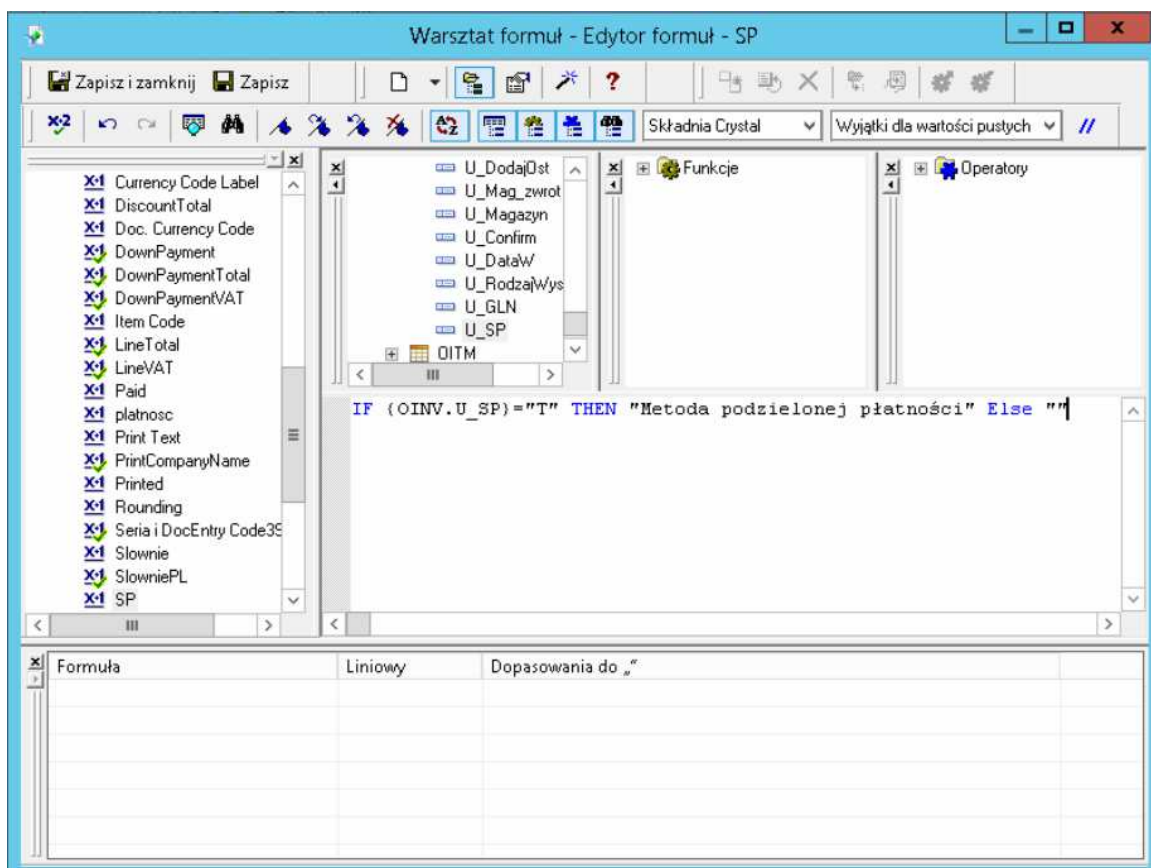 Warsztat formuł - Edytor formuł - SP
Zapisz i zamknij Zapisz
Składnia Crystal Wyjątki dla wartości pustych
Currency Code Label
DiscountTotal
Doc. Currency Code
DownPayment
DownPaymentTotal
DownPaymentVAT
Item Code
LineTotal
LineVAT
Paid
platnosc
Print Text
PrintCompanyName
Printed
Rounding
Seria i DocEntry Code39
Slownie
SlowniePL
SP
U_DodajOst
U_Mag_zwrot
U_Magazyn
U_Confirm
U_DataW
U_RodzajWys
U_GLN
U_SP
OITM
Funkcje
Operatory
IF {OINV.U_SP}="T" THEN "Metoda podzielonej płatności" Else ""
Formuła Liniowy Dopasowania do „"